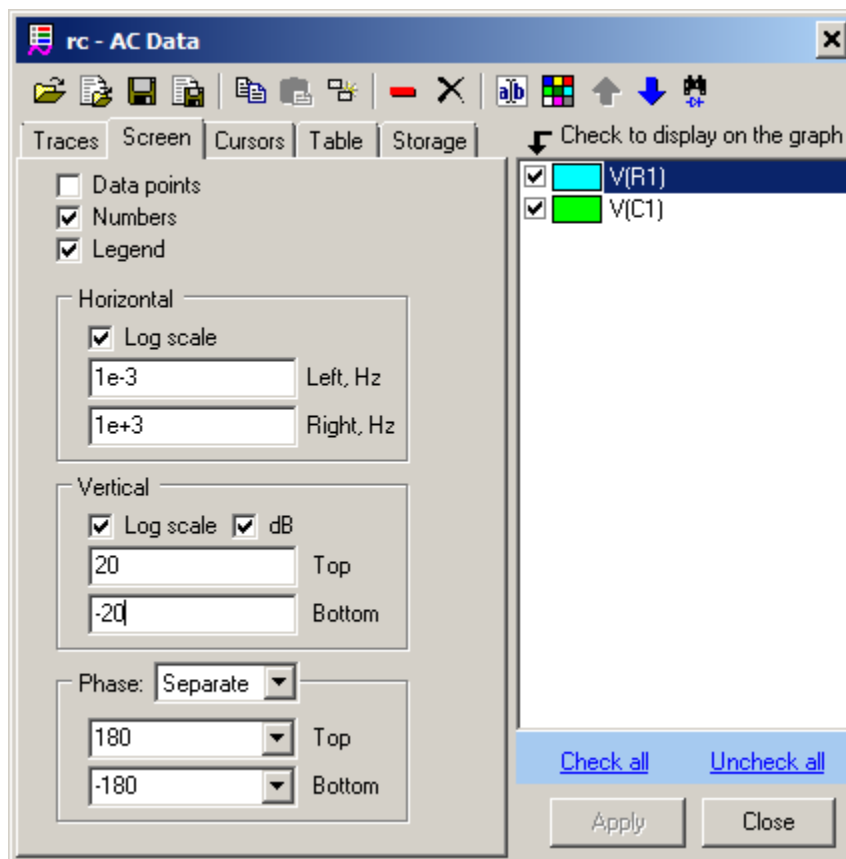 rc - AC Data
Traces Screen Cursors Table Storage
Check to display on the graph
Data points
Numbers
Legend
Horizontal
Log scale
1e-3 Left, Hz
1e+3 Right, Hz
Vertical
Log scale dB
20 Top
-20 Bottom
Phase: Separate
180 Top
-180 Bottom
V(R1)
V(C1)
Check all Uncheck all
Apply Close